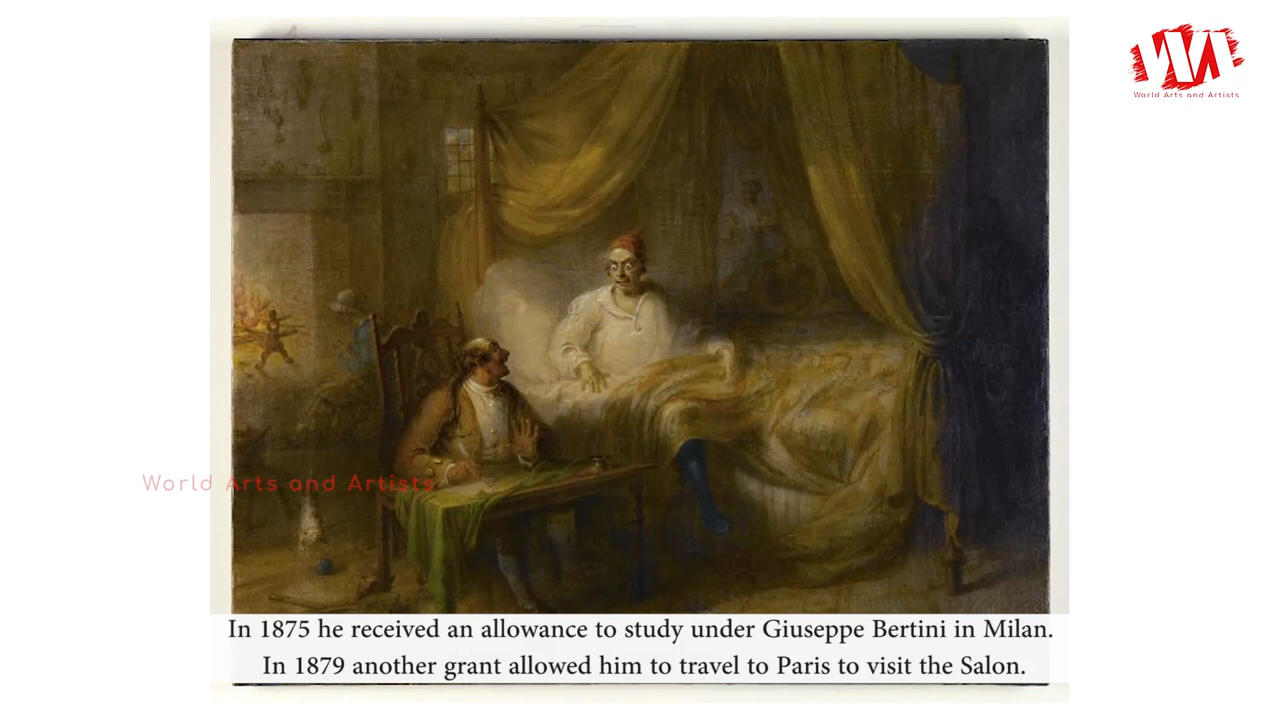 World Arts and Artists
World Arts and Artists
In 1875 he received an allowance to study under Giuseppe Bertini in Milan.
In 1879 another grant allowed him to travel to Paris to visit the Salon.